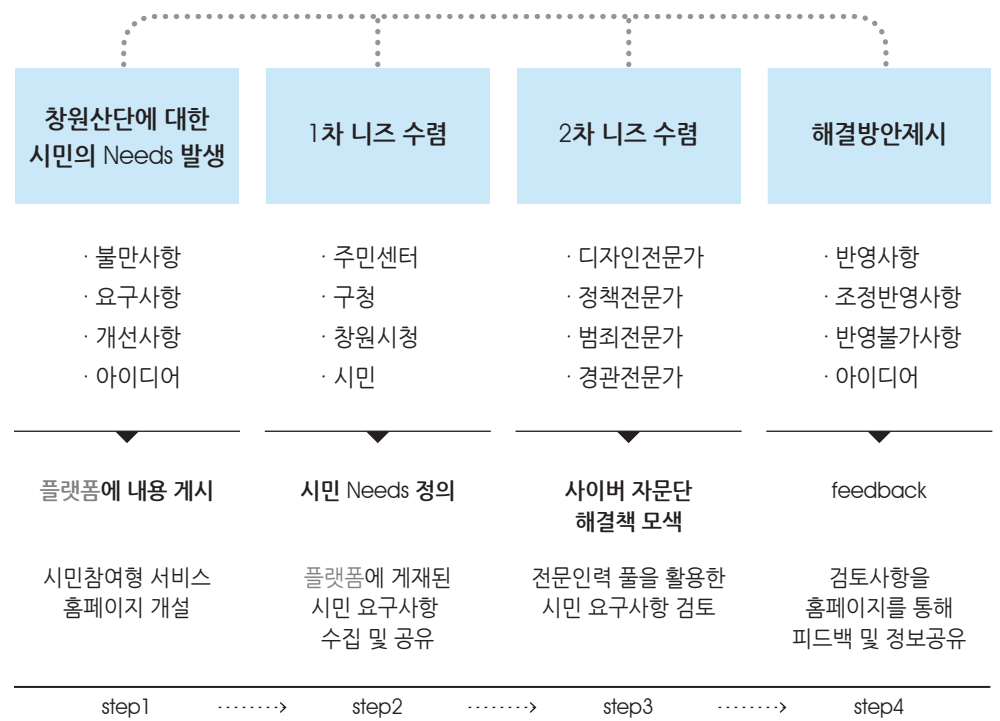 창원산단에 대한
시민의 Needs 발생
· 불만사항
· 요구사항
· 개선사항
· 아이디어
플랫폼에 내용 게시
시민참여형 서비스
홈페이지 개설
step1
1차 니즈 수렴
· 주민센터
· 구청
· 창원시청
· 시민
시민 Needs 정의
플랫폼에 게재된
시민 요구사항
수집 및 공유
step2
2차 니즈 수렴
· 디자인전문가
· 정책전문가
· 범죄전문가
· 경관전문가
사이버 자문단
해결책 모색
전문인력 풀을 활용한
시민 요구사항 검토
step3
해결방안제시
· 반영사항
· 조정반영사항
· 반영불가사항
· 아이디어
feedback
검토사항을
홈페이지를 통해
피드백 및 정보공유
step4